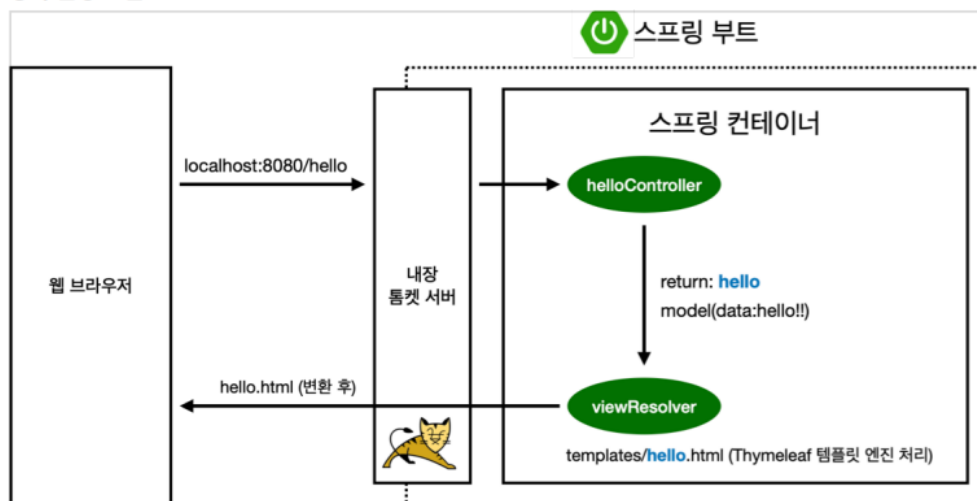 스프링 부트
스프링 컨테이너
localhost:8080/hello
helloController
웹 브라우저
내장
톰켓 서버
return: hello
model(data:hello!!)
hello.html (변환 후)
viewResolver
templates/hello.html (Thymeleaf 템플릿 엔진 처리)